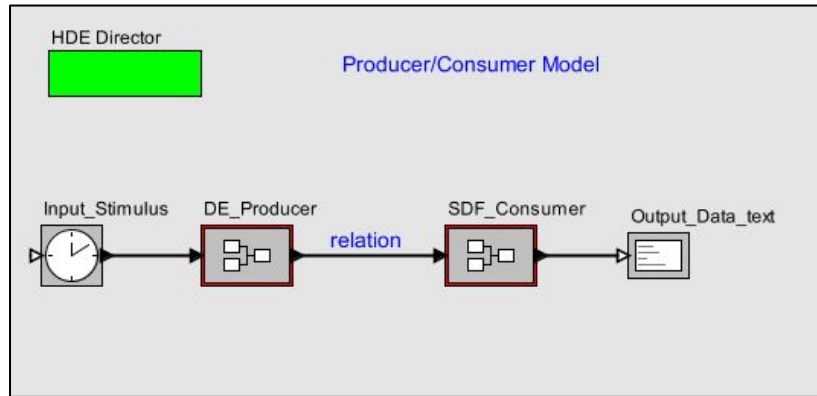 HDE Director
Producer/Consumer Model
Input_Stimulus
DE_Producer
relation
SDF_Consumer
Output_Data_text